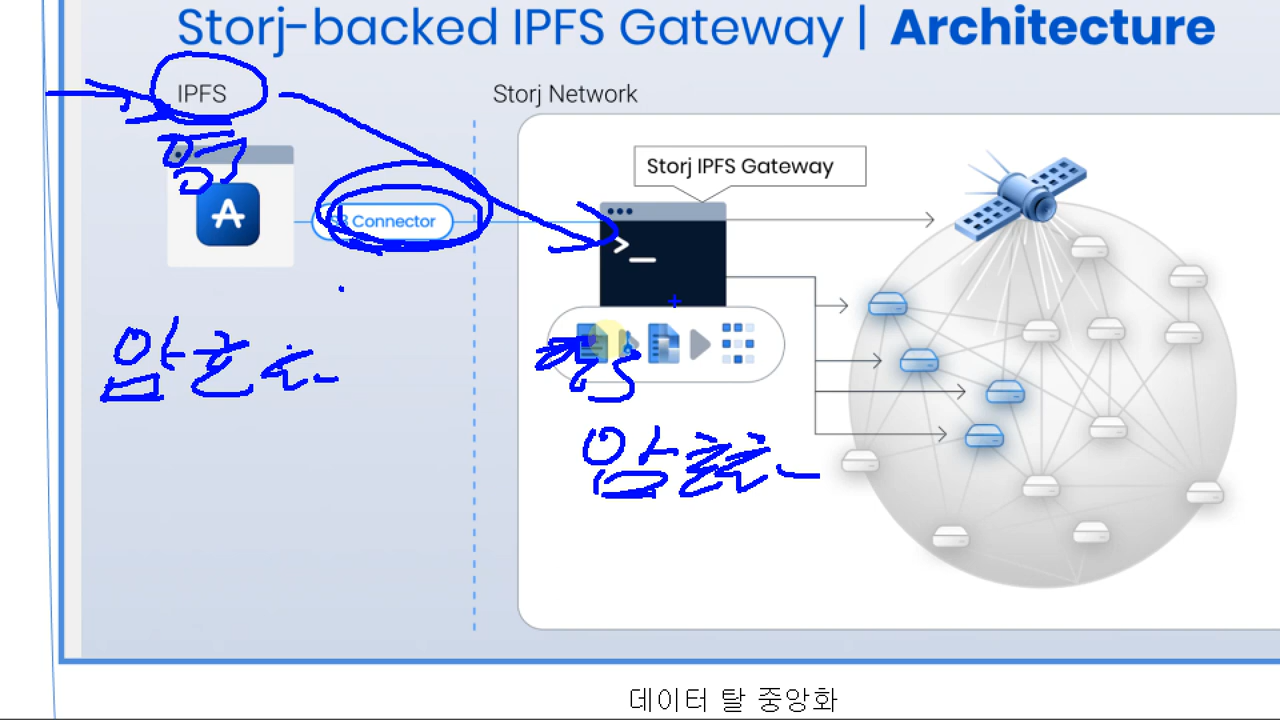 Storj-backed IPFS Gateway | Architecture
IPFS
Storj Network
Storj IPFS Gateway
Connector
암호화
암호화
데이터 탈 중앙화